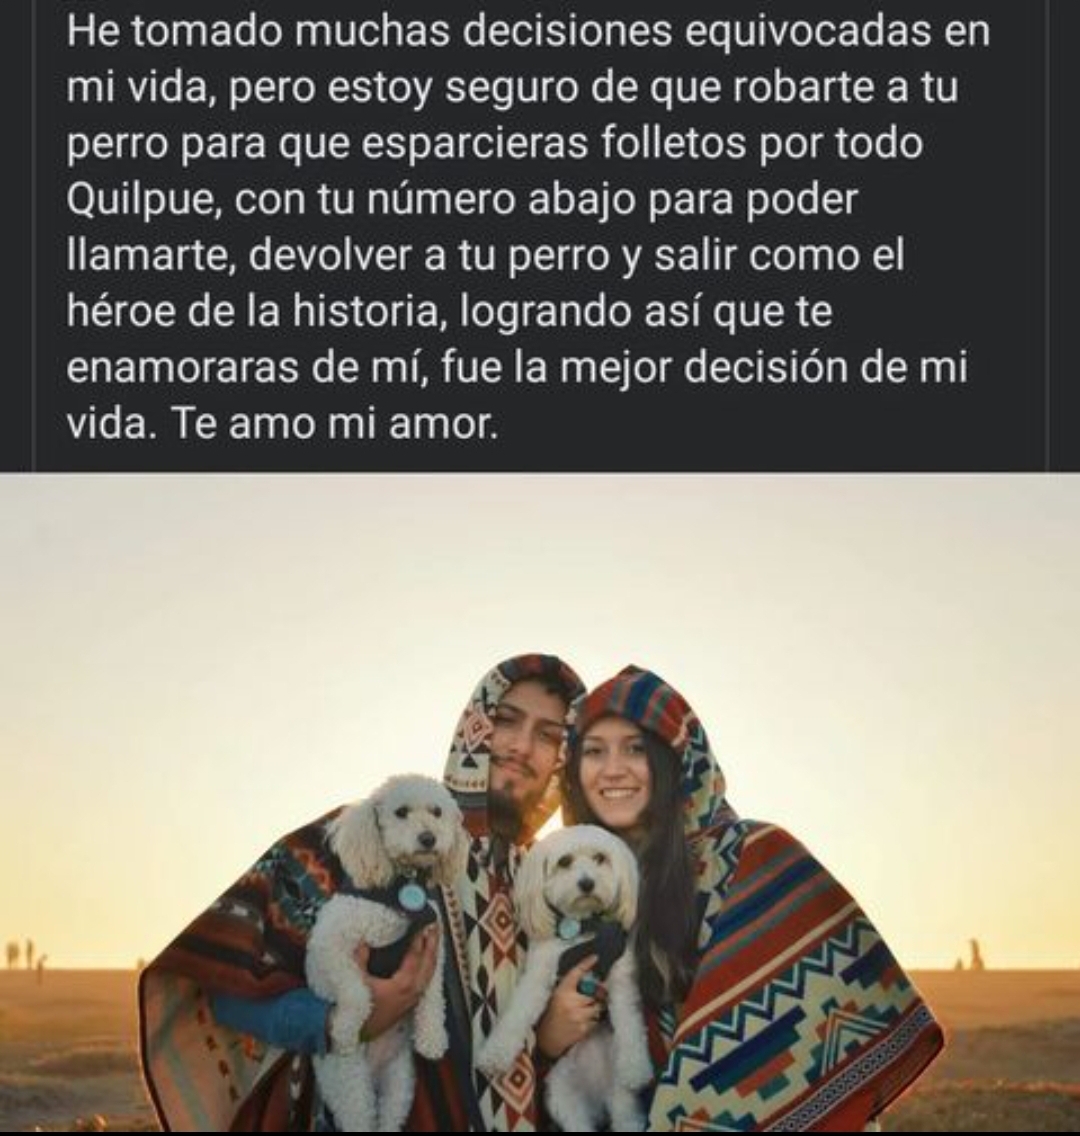 He tomado muchas decisiones equivocadas en
mi vida, pero estoy seguro de que robarte a tu
perro para que esparcieras folletos por todo
Quilpue, con tu número abajo para poder
llamarte, devolver a tu perro y salir como el
héroe de la historia, logrando así que te
enamoraras de mí, fue la mejor decisión de mi
vida. Te amo mi amor.